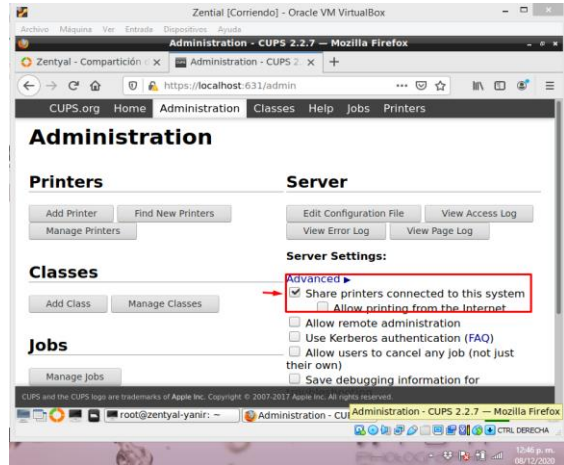 Zential [Corriendo] - Oracle VM VirtualBox
Archivo Máquina Ver Entrada Dispositivos Ayuda
Administration - CUPS 2.2.7 — Mozilla Firefox
Zentyal - Compartición
Administration - CUPS 2.
https://localhost:631/admin
CUPS.org Home Administration Classes Help Jobs Printers
Administration
Printers
Add Printer Find New Printers
Manage Printers
Classes
Add Class Manage Classes
Jobs
Manage Jobs
Server
Edit Configuration File View Access Log
View Error Log View Page Log
Server Settings:
Advanced ▶
Share printers connected to this system
Allow printing from the Internet
Allow remote administration
Use Kerberos authentication (FAQ)
Allow users to cancel any job (not just
their own)
Save debugging information for
CUPS and the CUPS logo are trademarks of Apple Inc. Copyright © 2007-2017 Apple Inc. All rights reserved.
root@zentyal-yanir: ~
Administration - CU
Administration - CUPS 2.2.7 — Mozilla Firefox
CTRL DERECHA
12:46 p. m.
08/12/2020